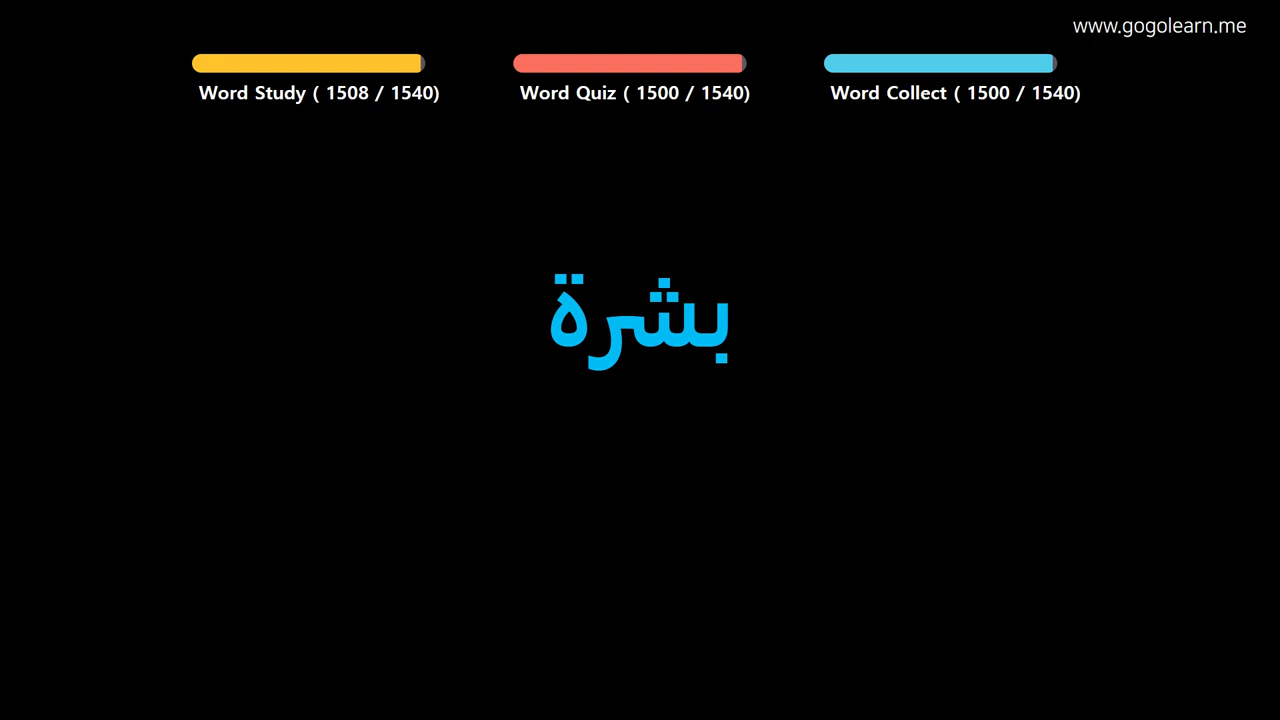 www.gogolearn.me
Word Study ( 1508 / 1540)
Word Quiz ( 1500 / 1540)
Word Collect ( 1500 / 1540)
بشرة